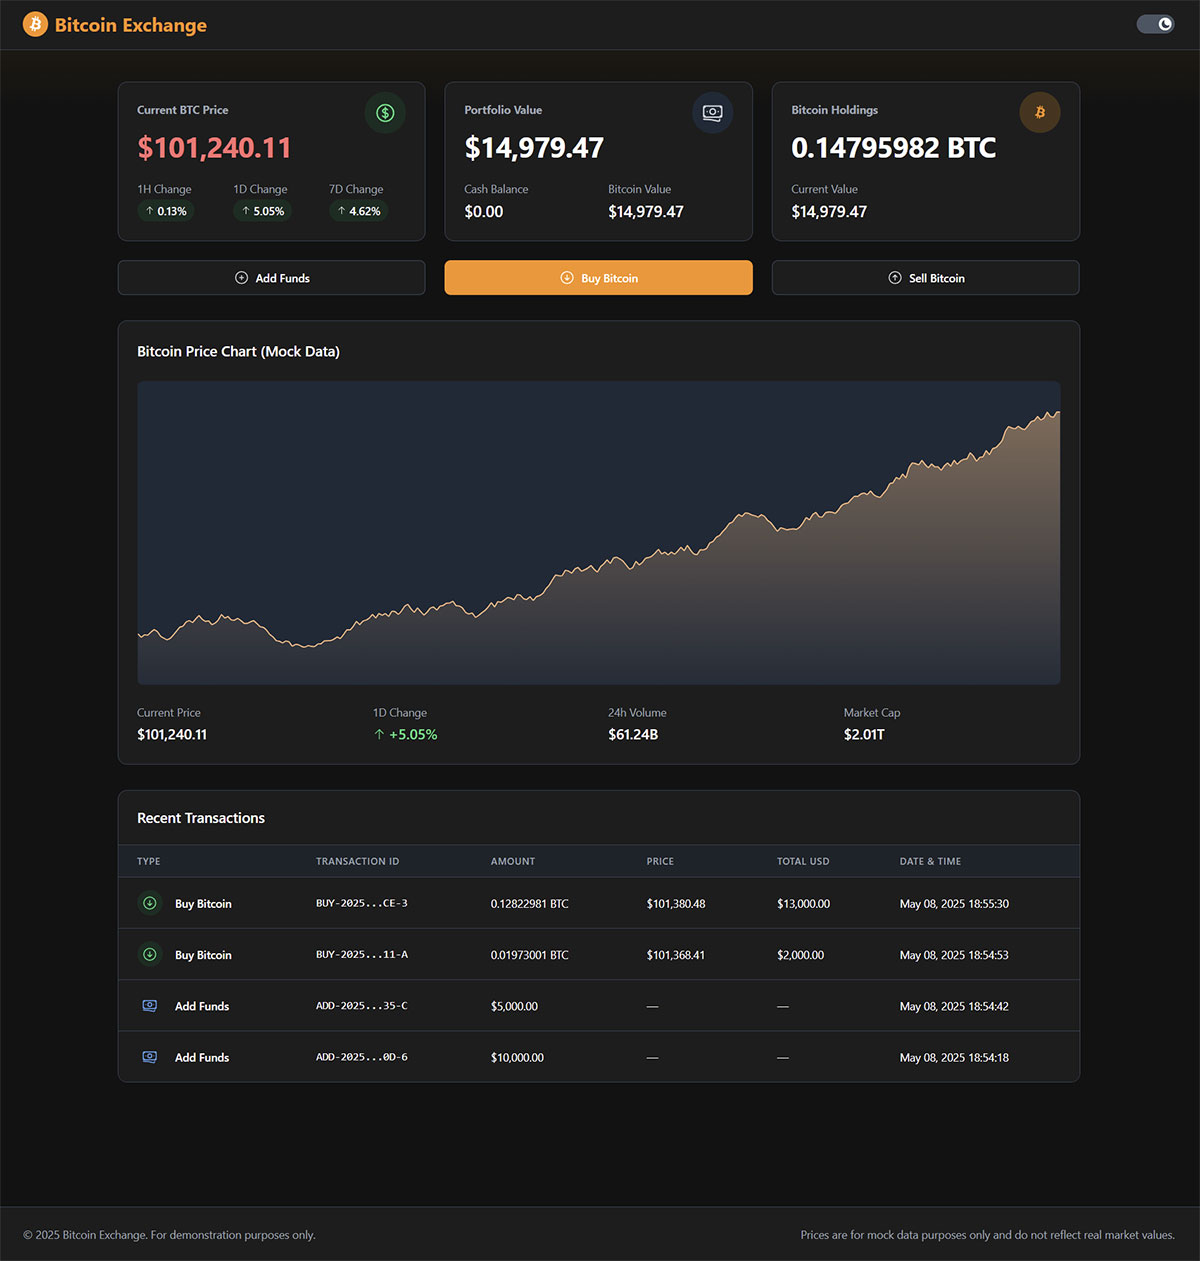 Bitcoin Exchange
Current BTC Price
$101,240.11
1H Change 1D Change 7D Change
↑ 0.13% ↑ 5.05% ↑ 4.62%
Portfolio Value
$14,979.47
Cash Balance Bitcoin Value
$0.00 $14,979.47
Bitcoin Holdings
0.14795982 BTC
Current Value
$14,979.47
Add Funds Buy Bitcoin Sell Bitcoin
Bitcoin Price Chart (Mock Data)
Current Price 1D Change 24h Volume Market Cap
$101,240.11 ↑ +5.05% $61.24B $2.01T
Recent Transactions
TYPE TRANSACTION ID AMOUNT PRICE TOTAL USD DATE & TIME
Buy Bitcoin BUY-2025...CE-3 0.12822981 BTC $101,380.48 $13,000.00 May 08, 2025 18:55:30
Buy Bitcoin BUY-2025...11-A 0.01973001 BTC $101,368.41 $2,000.00 May 08, 2025 18:54:53
Add Funds ADD-2025...35-C $5,000.00 — — May 08, 2025 18:54:42
Add Funds ADD-2025...0D-6 $10,000.00 — — May 08, 2025 18:54:18
© 2025 Bitcoin Exchange. For demonstration purposes only. Prices are for mock data purposes only and do not reflect real market values.